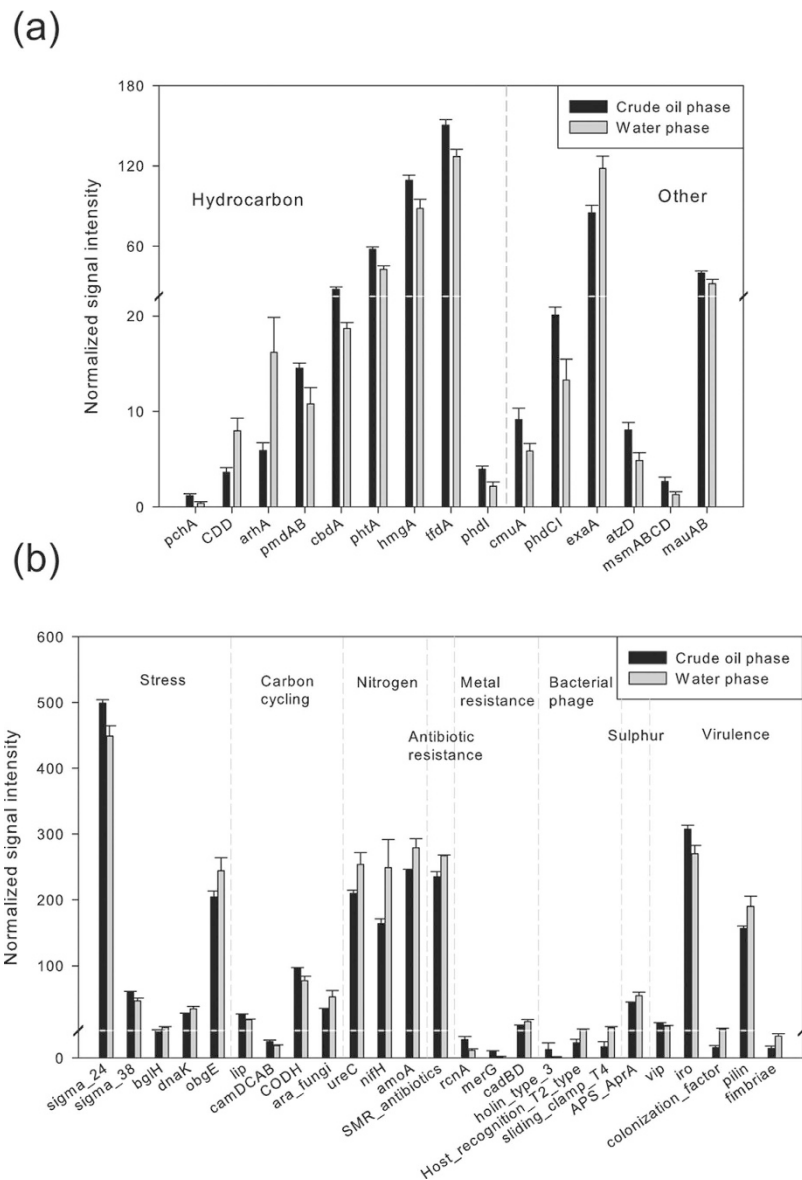 (a)
180
120
60
20
10
0
Normalized signal intensity
Crude oil phase
Water phase
Hydrocarbon
Other
pchA
CDD
arhA
pmdAB
cbdA
phtA
hmgA
tfdA
phdI
cmuA
phdCI
exaA
atzD
msmABCD
mauAB
(b)
600
500
400
300
200
100
0
Normalized signal intensity
Crude oil phase
Water phase
Stress
Carbon
cycling
Nitrogen
Antibiotic
resistance
Metal
resistance
Bacterial
phage
Sulphur
Virulence
sigma_24
sigma_38
bglH
dnaK
obgE
lip
camDCAB
CODH
ara_fungi
ureC
nifH
amoA
SMR_antibiotics
rcnA
merG
cadBD
holin_type_3
Host_recognition_T2_type
sliding_clamp_T4
APS_AprA
vip
iro
colonization_factor
pilin
fimbriae